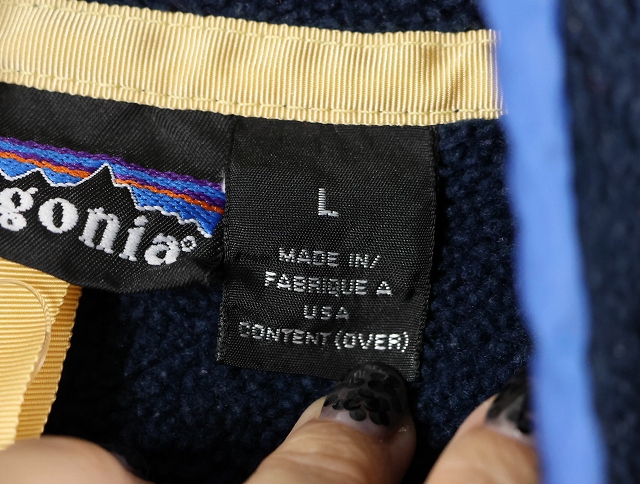 gonia®
L
MADE IN/
FABRIQUE A
USA
CONTENT (OVER)